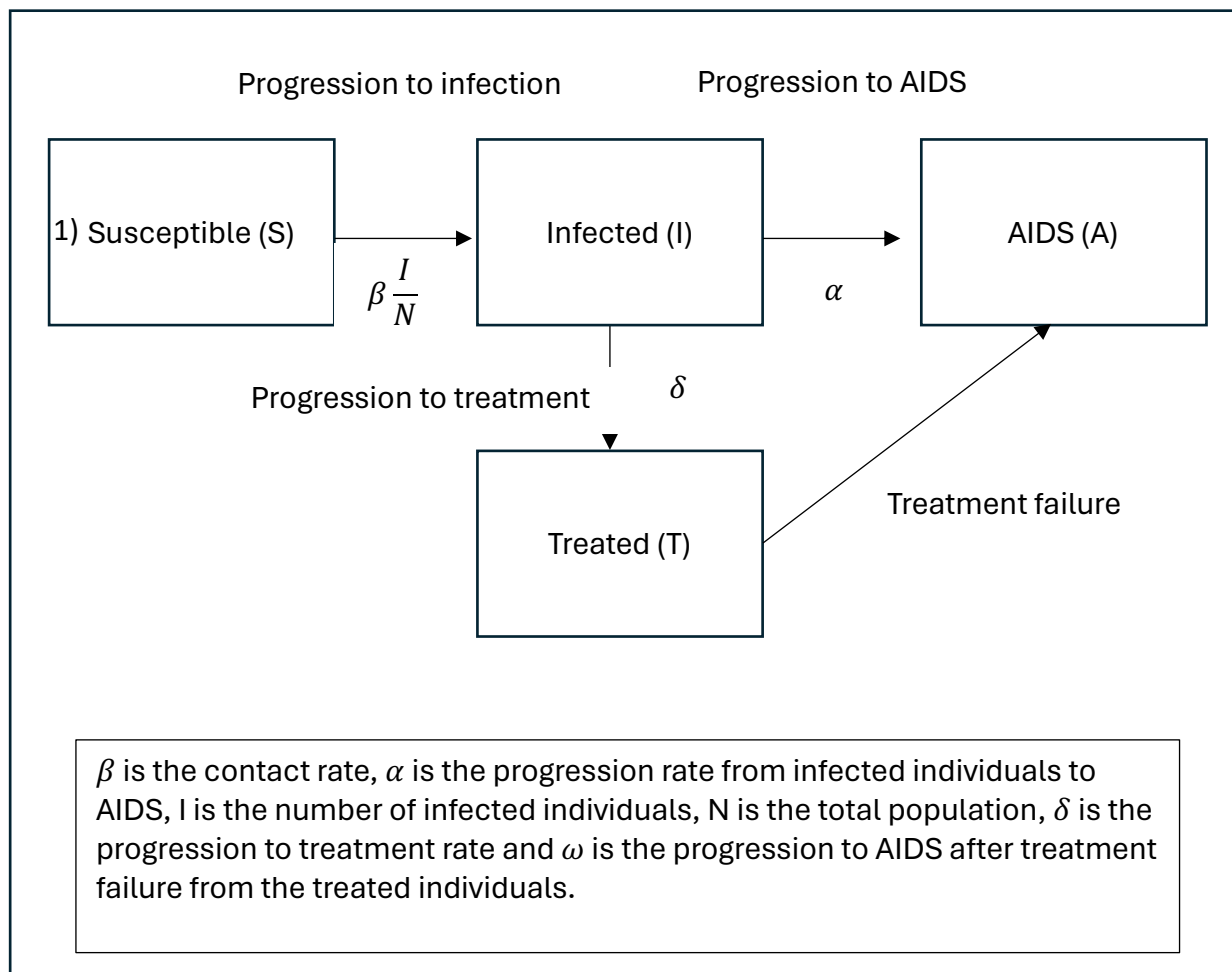 Progression to infection
Progression to AIDS
1) Susceptible (S)
Infected (I)
AIDS (A)
β I/N
α
Progression to treatment
δ
Treatment failure
Treated (T)
β is the contact rate, α is the progression rate from infected individuals to
AIDS, I is the number of infected individuals, N is the total population, δ is the
progression to treatment rate and ω is the progression to AIDS after treatment
failure from the treated individuals.